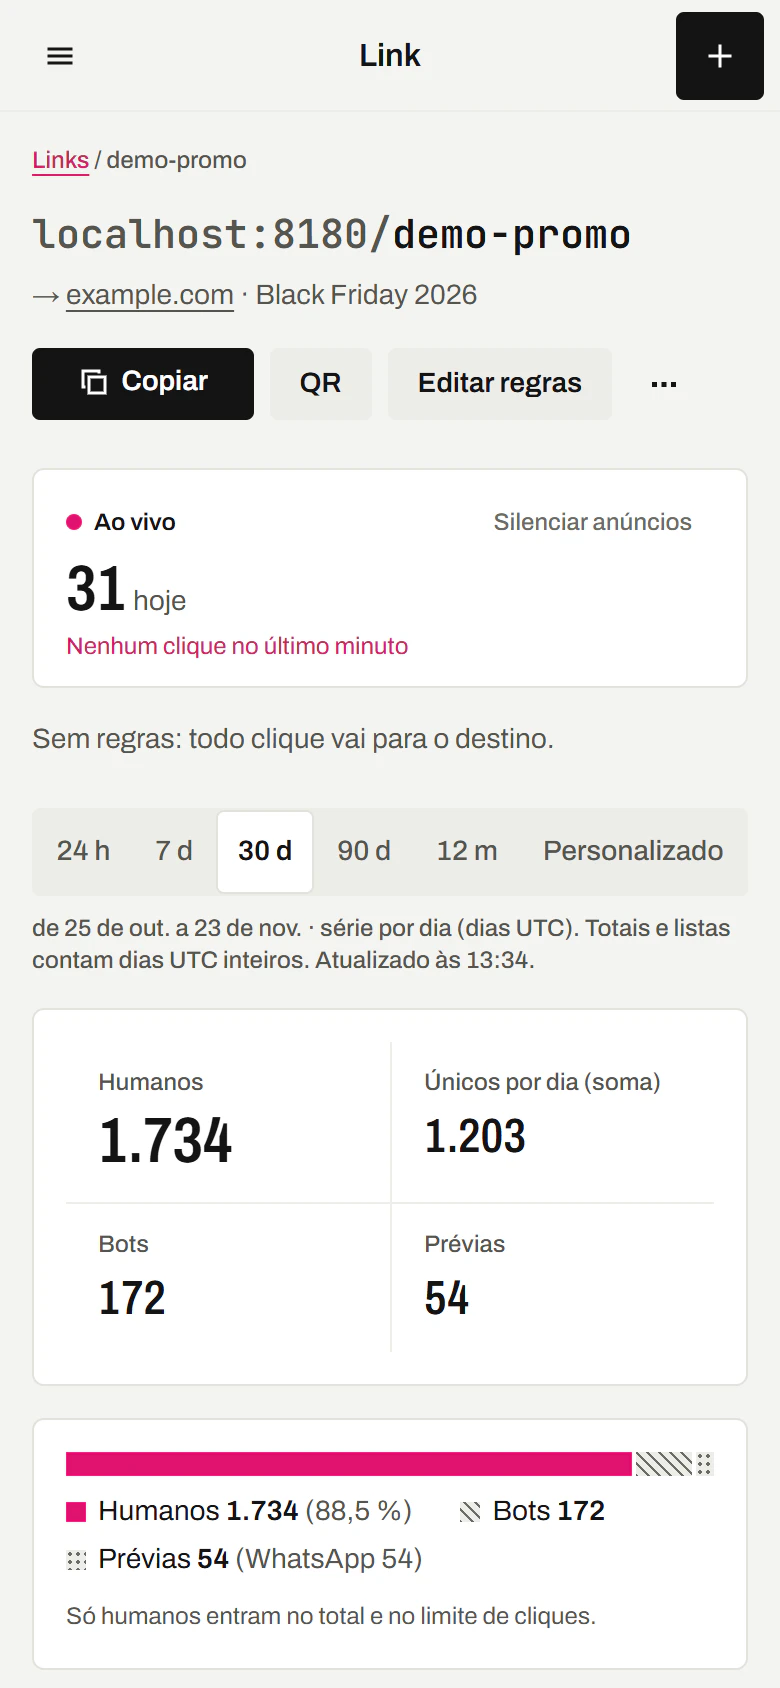 Link
Links / demo-promo
localhost:8180/demo-promo
→ example.com · Black Friday 2026
Copiar QR Editar regras ...
Ao vivo Silenciar anúncios
31 hoje
Nenhum clique no último minuto
Sem regras: todo clique vai para o destino.
24 h 7 d 30 d 90 d 12 m Personalizado
de 25 de out. a 23 de nov. · série por dia (dias UTC). Totais e listas
contam dias UTC inteiros. Atualizado às 13:34.
Humanos Únicos por dia (soma)
1.734 1.203
Bots Prévias
172 54
Humanos 1.734 (88,5 %) Bots 172
Prévias 54 (WhatsApp 54)
Só humanos entram no total e no limite de cliques.